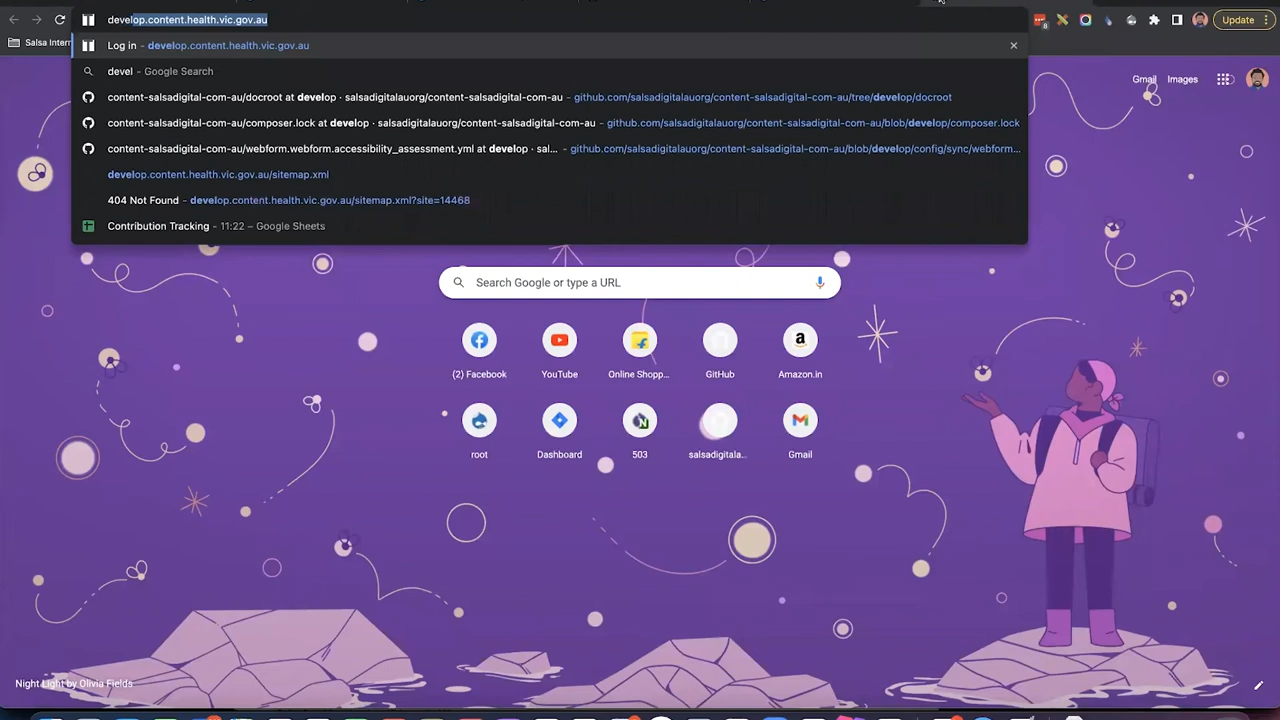 develop.content.health.vic.gov.au
Update
Salsa Intern
Log in - develop.content.health.vic.gov.au
devel - Google Search
content-salsadigital-com-au/docroot at develop · salsadigitalauorg/content-salsadigital-com-au - github.com/salsadigitalauorg/content-salsadigital-com-au/tree/develop/docroot
content-salsadigital-com-au/composer.lock at develop · salsadigitalauorg/content-salsadigital-com-au - github.com/salsadigitalauorg/content-salsadigital-com-au/blob/develop/composer.lock
content-salsadigital-com-au/webform.webform.accessibility_assessment.yml at develop · sal... - github.com/salsadigitalauorg/content-salsadigital-com-au/blob/develop/config/sync/webform...
develop.content.health.vic.gov.au/sitemap.xml
404 Not Found - develop.content.health.vic.gov.au/sitemap.xml?site=14468
Contribution Tracking - 11:22 – Google Sheets
Gmail Images
Search Google or type a URL
(2) Facebook YouTube Online Shopp... GitHub Amazon.in
root Dashboard 503 salsadigitala... Gmail
Night Light by Olivia Fields